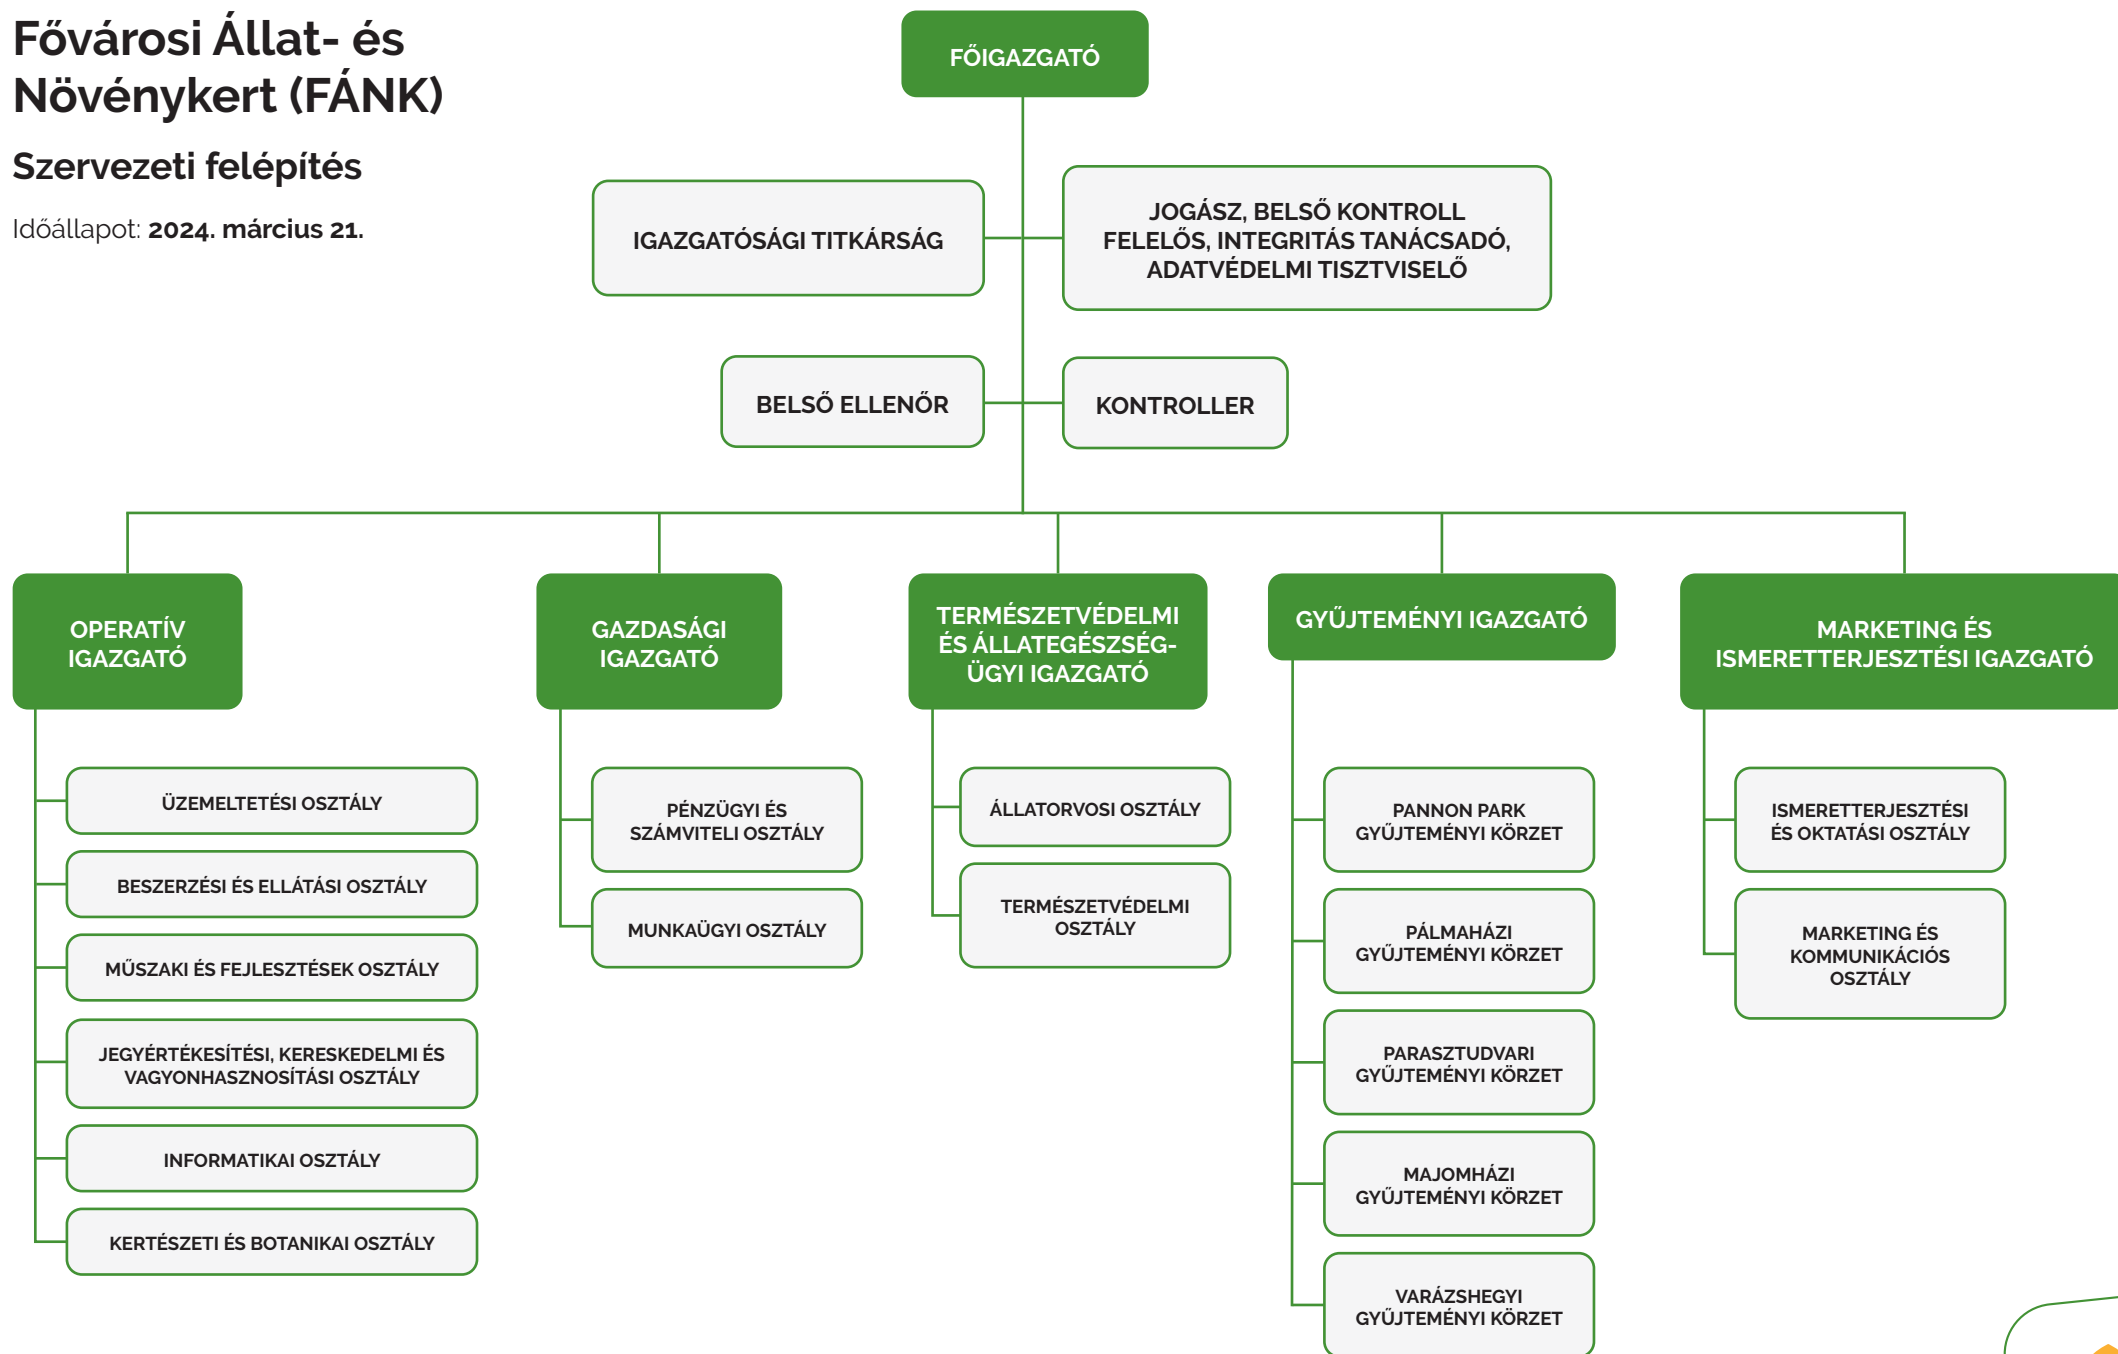 Fővárosi Állat- és
Növénykert (FÁNK)
Szervezeti felépítés
Időállapot: 2024. március 21.
FŐIGAZGATÓ
IGAZGATÓSÁGI TITKÁRSÁG
JOGÁSZ, BELSŐ KONTROLL
FELELŐS, INTEGRITÁS TANÁCSADÓ,
ADATVÉDELMI TISZTVISELŐ
BELSŐ ELLENŐR
KONTROLLER
OPERATÍV
IGAZGATÓ
ÜZEMELTETÉSI OSZTÁLY
BESZERZÉSI ÉS ELLÁTÁSI OSZTÁLY
MŰSZAKI ÉS FEJLESZTÉSEK OSZTÁLY
JEGYÉRTÉKESÍTÉSI, KERESKEDELMI ÉS
VAGYONHASZNOSÍTÁSI OSZTÁLY
INFORMATIKAI OSZTÁLY
KERTÉSZETI ÉS BOTANIKAI OSZTÁLY
GAZDASÁGI
IGAZGATÓ
PÉNZÜGYI ÉS
SZÁMVITELI OSZTÁLY
MUNKAÜGYI OSZTÁLY
TERMÉSZETVÉDELMI
ÉS ÁLLATEGÉSZSÉG-
ÜGYI IGAZGATÓ
ÁLLATORVOSI OSZTÁLY
TERMÉSZETVÉDELMI
OSZTÁLY
GYŰJTEMÉNYI IGAZGATÓ
PANNON PARK
GYŰJTEMÉNYI KÖRZET
PÁLMAHÁZI
GYŰJTEMÉNYI KÖRZET
PARASZTUDVARI
GYŰJTEMÉNYI KÖRZET
MAJOMHÁZI
GYŰJTEMÉNYI KÖRZET
VARÁZSHEGYI
GYŰJTEMÉNYI KÖRZET
MARKETING ÉS
ISMERETTERJESZTÉSI IGAZGATÓ
ISMERETTERJESZTÉSI
ÉS OKTATÁSI OSZTÁLY
MARKETING ÉS
KOMMUNIKÁCIÓS
OSZTÁLY